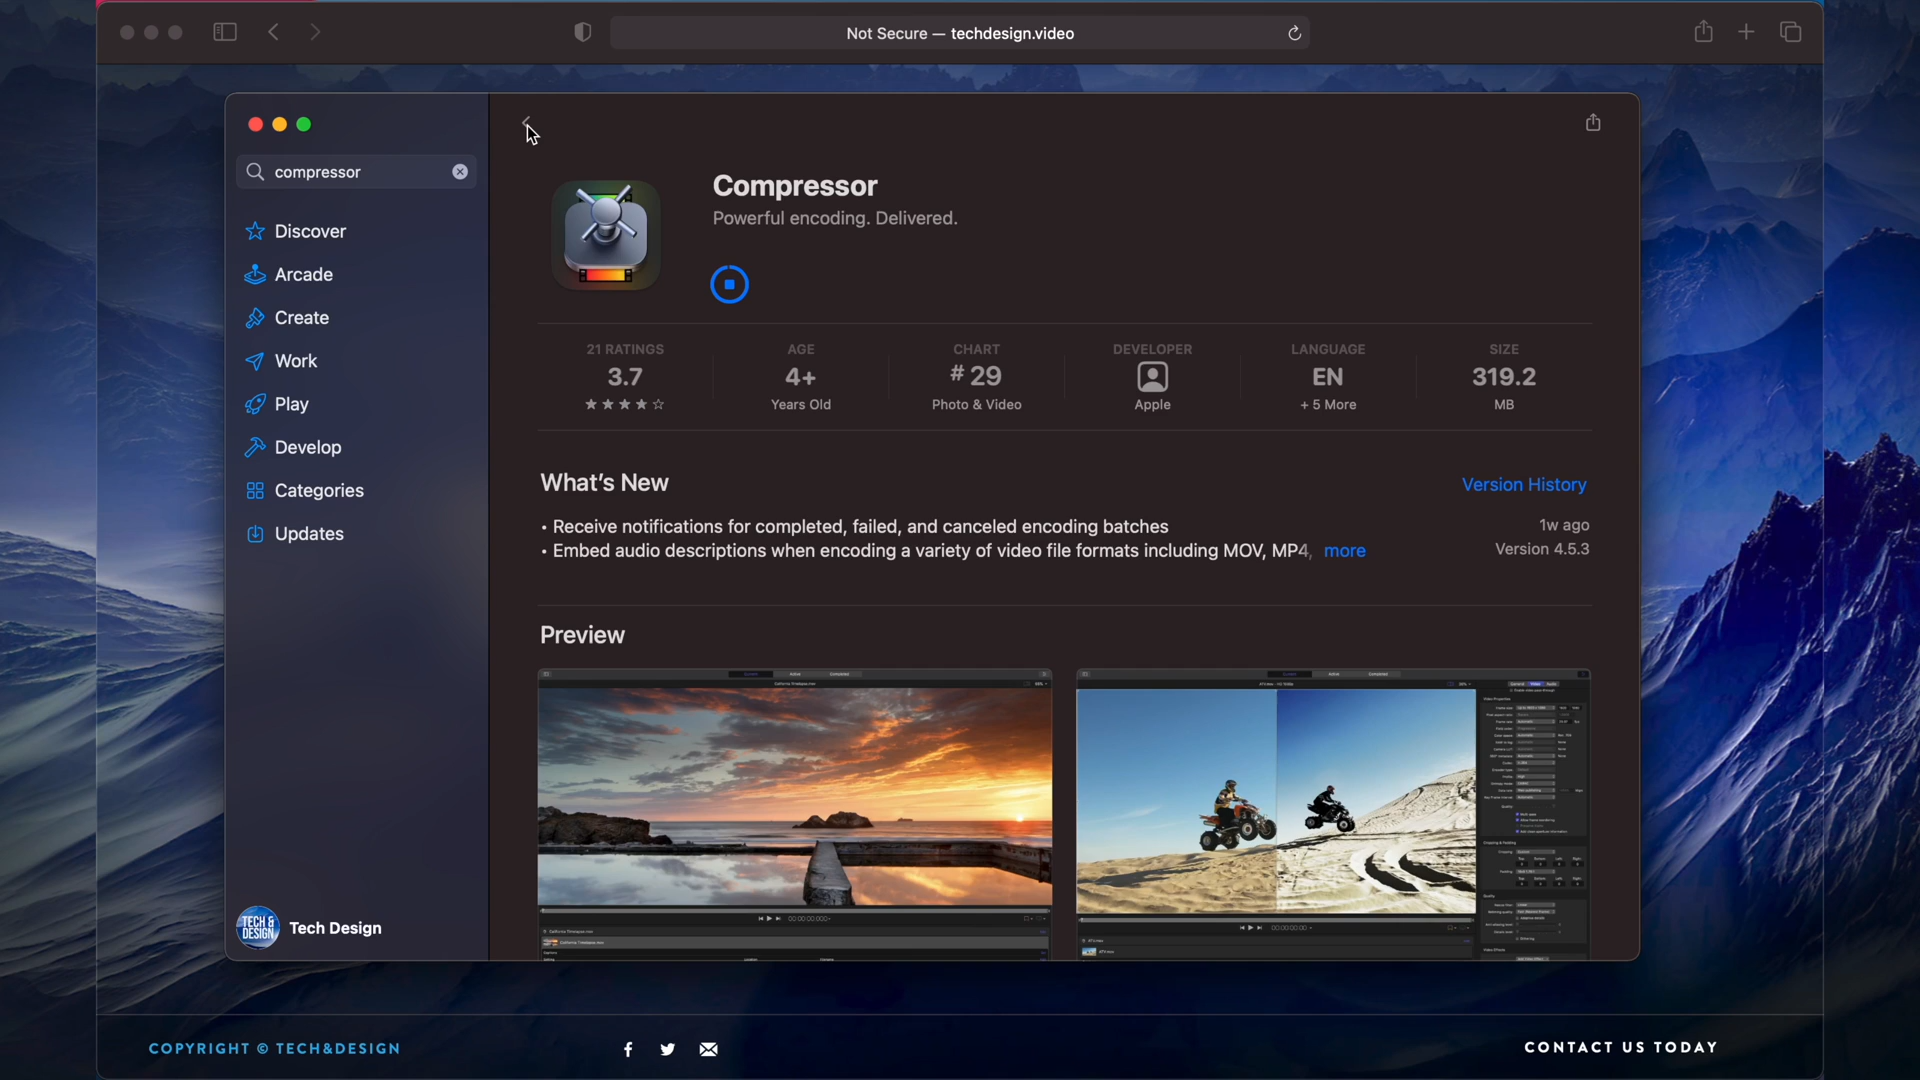 Not Secure — techdesign.video
compressor
Discover
Arcade
Create
Work
Play
Develop
Categories
Updates
TECH &
DESIGN
Tech Design
Compressor
Powerful encoding. Delivered.
21 RATINGS
3.7
AGE
4+
Years Old
CHART
# 29
Photo & Video
DEVELOPER
Apple
LANGUAGE
EN
+ 5 More
SIZE
319.2
MB
What's New
Version History
• Receive notifications for completed, failed, and canceled encoding batches
1w ago
• Embed audio descriptions when encoding a variety of video file formats including MOV, MP4, more
Version 4.5.3
Preview
COPYRIGHT © TECH&DESIGN
CONTACT US TODAY